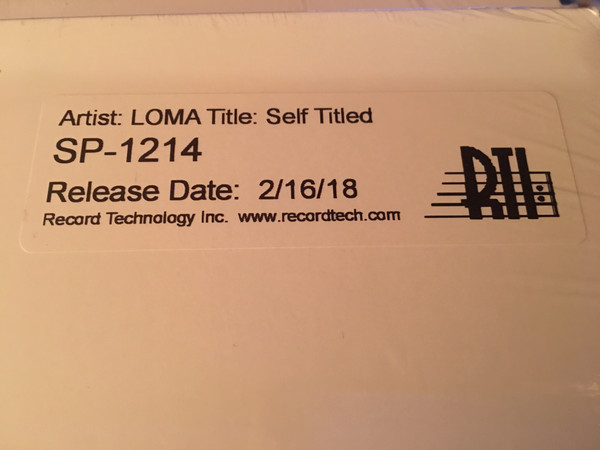 Artist: LOMA Title: Self Titled
SP-1214
Release Date: 2/16/18
Record Technology Inc. www.recordtech.com
RTI